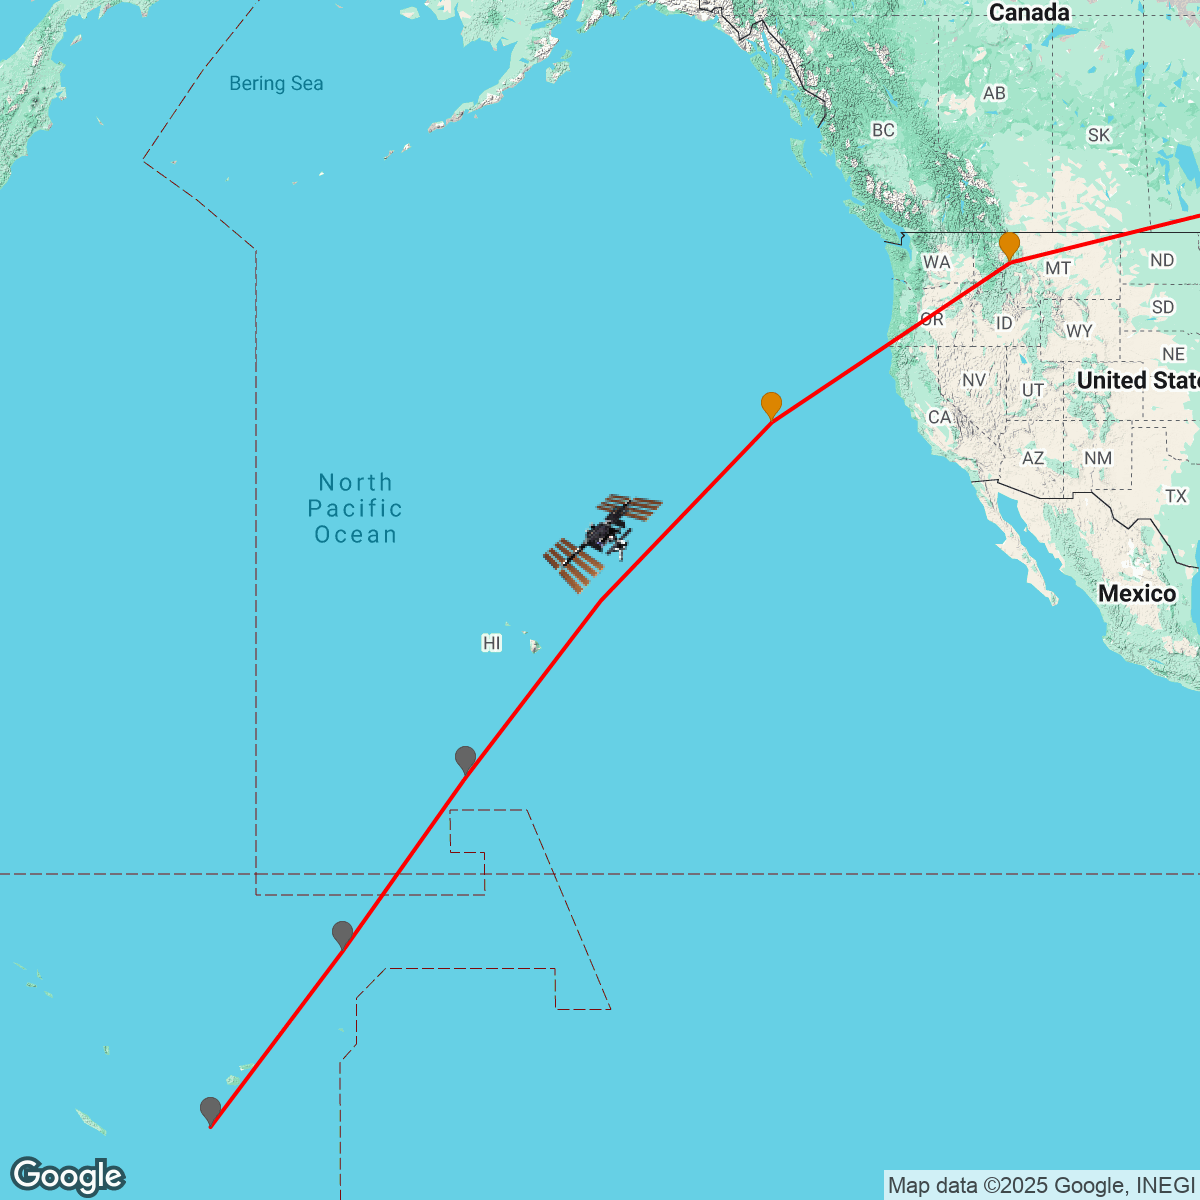 Canada
Bering Sea
AB
BC
SK
WA
MT
ND
OR
ID
SD
WY
NE
NV
UT
United State
CA
AZ
NM
TX
North
Pacific
Ocean
Mexico
HI
Google
Map data ©2025 Google, INEGI